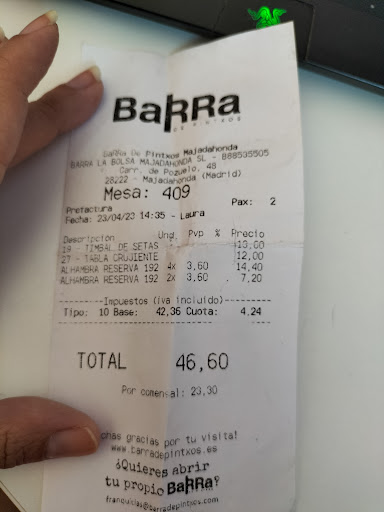 BaRRa
DE PINTXOS
BaRRa De Pintxos Majadahonda
BARRA LA BOLSA MAJADAHONDA SL - B88535505
Carr. de Pozuelo, 48
28222 - Majadahonda (Madrid)
Mesa: 409
Prefactura Pax: 2
Fecha: 23/04/23 14:35 - Laura
Descripción Und. Pvp % Precio
19 - TIMBAL DE SETAS 13,00
27 - TABLA CRUJIENTE 12,00
ALHAMBRA RESERVA 192 4x 3,60 14,40
ALHAMBRA RESERVA 192 2x 3,60 7,20
---------Impuestos (iva incluido)---------
Tipo: 10 Base: 42,36 Cuota: 4,24
TOTAL 46,60
Por comensal: 23,30
chas gracias por tu visita!
www.barradepintxos.es
¿Quieres abrir
tu propio BaRRa?
franquicias@barradepintxos.com